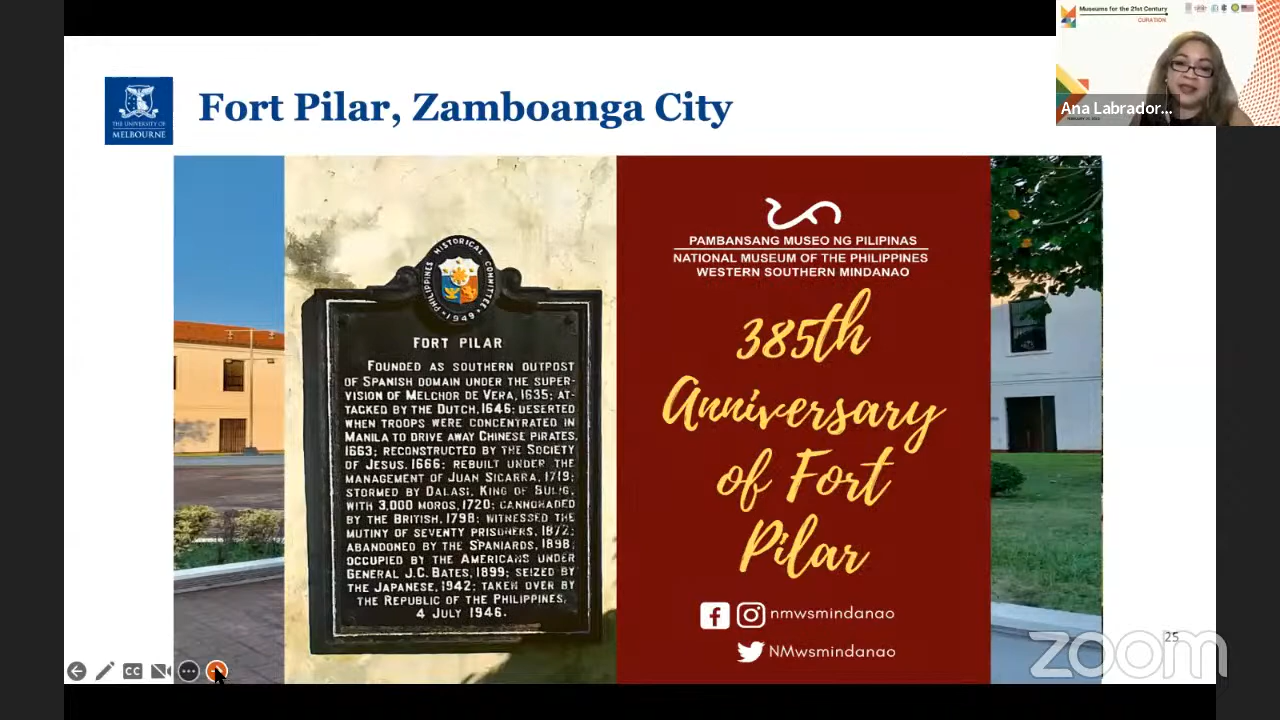 Museums for the 21st Century
CURATION
Ana Labrador...
THE UNIVERSITY OF
MELBOURNE
Fort Pilar, Zamboanga City
PHILIPPINES HISTORICAL COMMITTEE
1949
FORT PILAR
FOUNDED AS SOUTHERN OUTPOST
OF SPANISH DOMAIN UNDER THE SUPER-
VISION OF MELCHOR DE VERA, 1635; AT-
TACKED BY THE DUTCH, 1646; DESERTED
WHEN TROOPS WERE CONCENTRATED IN
MANILA TO DRIVE AWAY CHINESE PIRATES,
1663; RECONSTRUCTED BY THE SOCIETY
OF JESUS, 1666; REBUILT UNDER THE
MANAGEMENT OF JUAN SICARRA, 1719;
STORMED BY DALASI, KING OF BULIG,
WITH 3,000 MOROS, 1720; CANNONADED
BY THE BRITISH, 1798; WITNESSED THE
MUTINY OF SEVENTY PRISONERS, 1872;
ABANDONED BY THE SPANIARDS, 1898;
OCCUPIED BY THE AMERICANS UNDER
GENERAL J.C. BATES, 1899; SEIZED BY
THE JAPANESE, 1942; TAKEN OVER BY
THE REPUBLIC OF THE PHILIPPINES,
4 JULY 1946.
PAMBANSANG MUSEO NG PILIPINAS
NATIONAL MUSEUM OF THE PHILIPPINES
WESTERN SOUTHERN MINDANAO
385th
Anniversary
of Fort
Pilar
nmwsmindanao
NMwsmindanao
25
CC
zoom